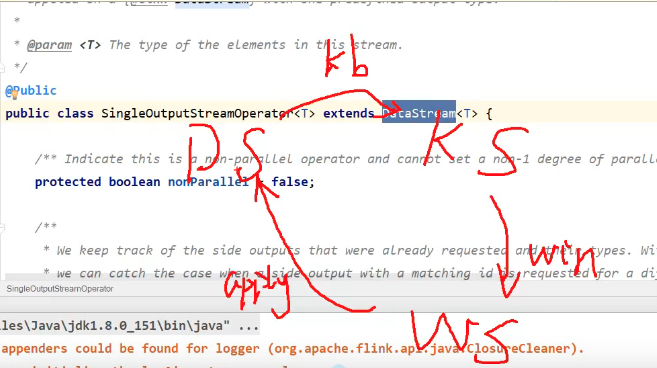 applied on a {@link DataStream} with one predefined output type.
*
* @param <T> The type of the elements in this stream.
*/
@Public
public class SingleOutputStreamOperator<T> extends DataStream<T> {
kb
DS
KS
/** Indicate this is a non-parallel operator and cannot set a non-1 degree of paralle
protected boolean nonParallel = false;
win
/**
* We keep track of the side outputs that were already requested and their types. Wi
* we can catch the case when a side output with a matching id is requested for a di
apply
SingleOutputStreamOperator
WS
les\Java\jdk1.8.0_151\bin\java" ...
appenders could be found for logger (org.apache.flink.api.java.ClosureCleaner).